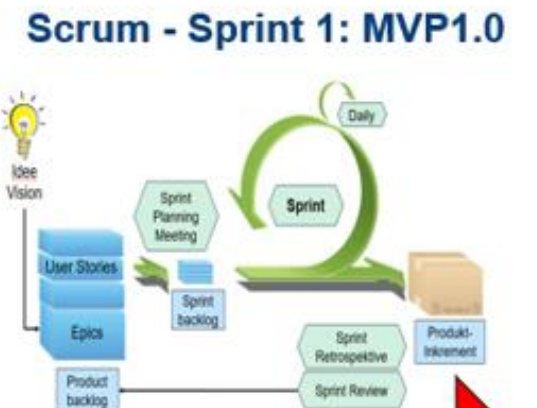 Scrum - Sprint 1: MVP1.0
Daily
Idee
Vision
Sprint
Planning
Meeting
Sprint
User Stories
Sprint
backlog
Epics
Produkt-
Inkrement
Sprint
Retrospektive
Sprint Review
Product
backlog